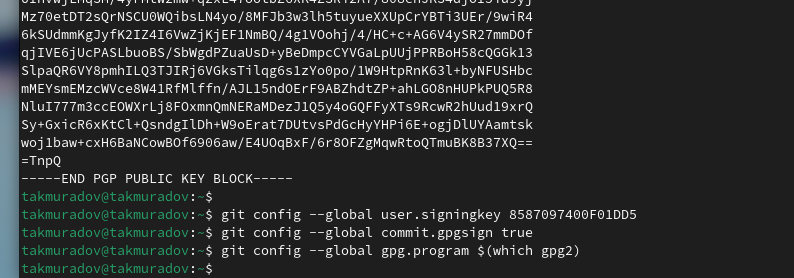 Mz70etDT2sQrNSCU0WQibsLN4yo/8MFJb3w3lh5tuyueXXUpCrYBTi3UEr/9wiR4
6kSUdmmKgJyfK2IZ4I6VwZjKjEF1NmBQ/4g1VOohj/4/HC+c+AG6V4ySR27mmDOf
qjIVE6jUcPASLbuoBS/SbWgdPZuaUsD+yBeDmpcCYVGaLpUUjPPRBoH58cQGGk13
SlpaQR6VY8pmhILQ3TJIRj6VGksTilqg6s1zYo0po/1W9HtpRnK63l+byNFUSHbc
mMEYsmEMzcWVce8W41RfMlffn/AJL15ndOErF9ABZhdtZP+ahLGO8nHUPkPUQ5R8
NluI777m3ccEOWXrLj8FOxmnQmNERaMDezJ1Q5y4oGQFFyXTs9RcwR2hUud19xrQ
Sy+GxicR6xKtCl+QsndgIlDh+W9oErat7DUtvsPdGcHyYHPi6E+ogjDlUYAamtsk
woj1baw+cxH6BaNCowBOf6906aw/E4UOqBxF/6r8OFZgMqwRtoQTmuBK8B37XQ==
=TnpQ
-----END PGP PUBLIC KEY BLOCK-----
takmuradov@takmuradov:~$
takmuradov@takmuradov:~$ git config --global user.signingkey 8587097400F01DD5
takmuradov@takmuradov:~$ git config --global commit.gpgsign true
takmuradov@takmuradov:~$ git config --global gpg.program $(which gpg2)
takmuradov@takmuradov:~$